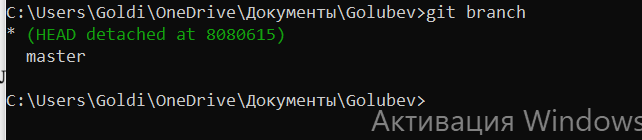 C:\Users\Goldi\OneDrive\Документы\Golubev>git branch
* (HEAD detached at 8080615)
master
C:\Users\Goldi\OneDrive\Документы\Golubev>
Активация Windows